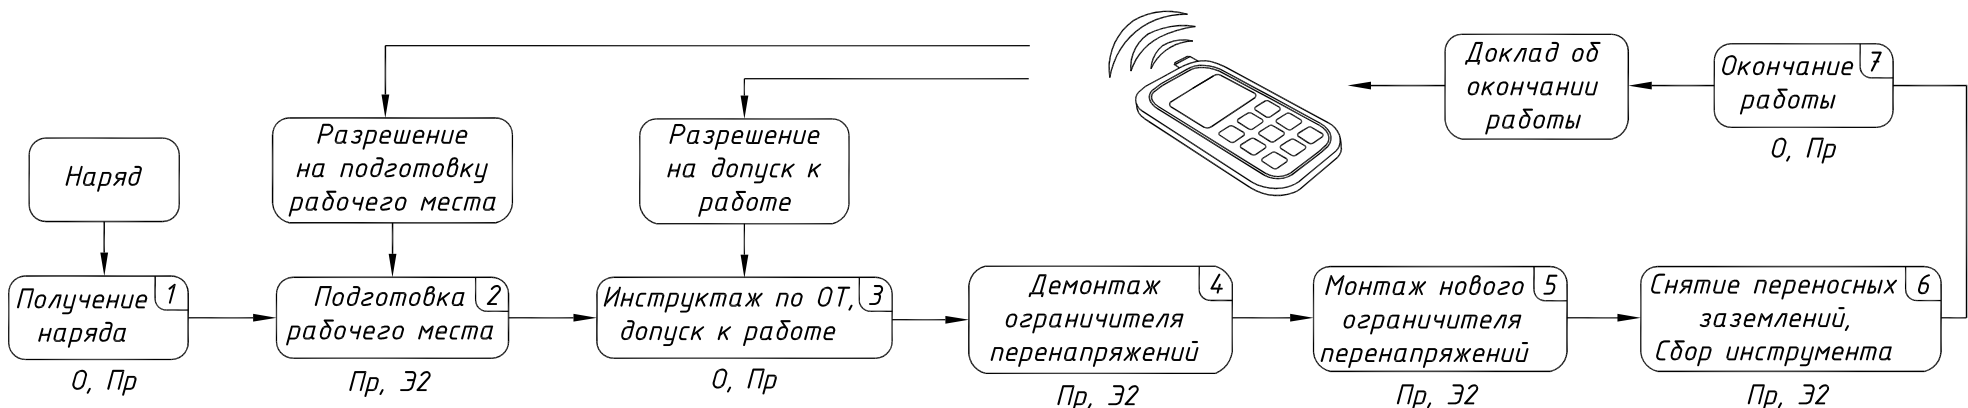 Наряд
Получение
наряда
1
О, Пр
Разрешение
на подготовку
рабочего места
Подготовка
рабочего места
2
Пр, Э2
Разрешение
на допуск к
работе
Инструктаж по ОТ,
допуск к работе
3
О, Пр
Демонтаж
ограничителя
перенапряжений
4
Пр, Э2
Монтаж нового
ограничителя
перенапряжений
5
Пр, Э2
Снятие переносных
заземлений,
Сбор инструмента
6
Пр, Э2
Окончание
работы
7
О, Пр
Доклад об
окончании
работы